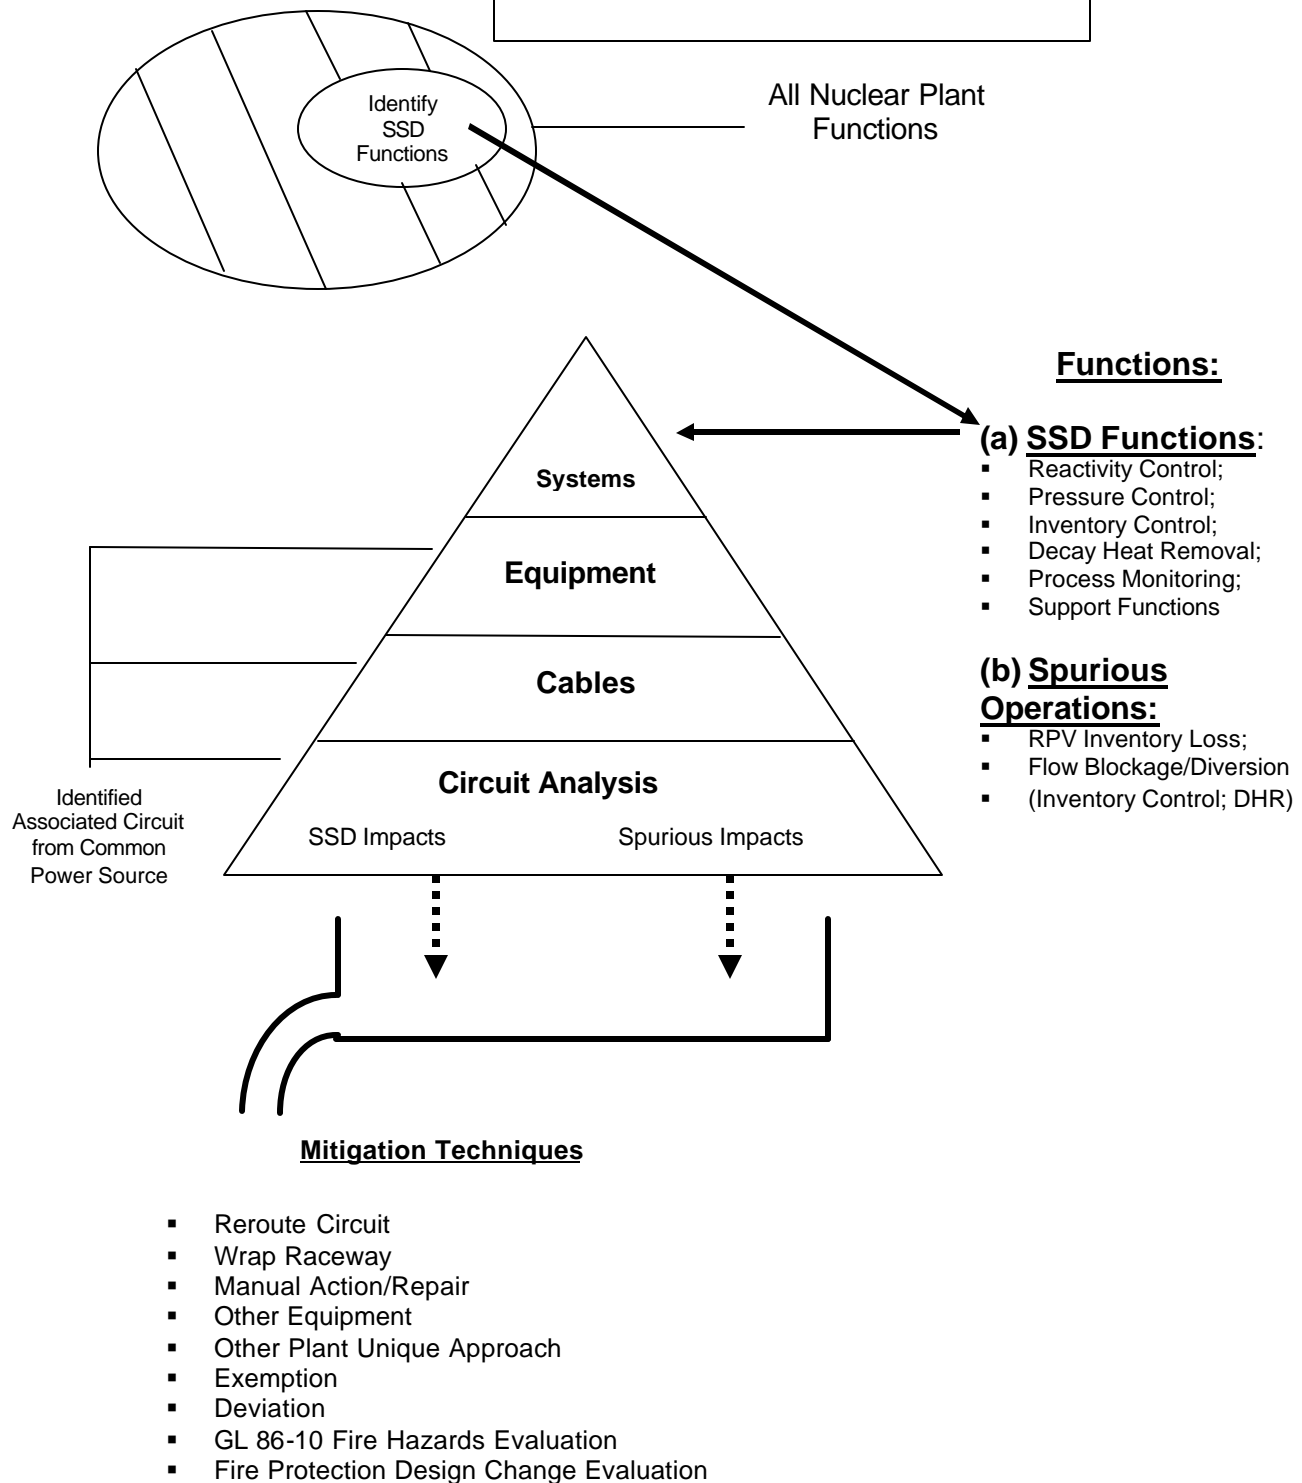 Identify
SSD
Functions
All Nuclear Plant
Functions
Functions:
(a) SSD Functions:
▪ Reactivity Control;
▪ Pressure Control;
▪ Inventory Control;
▪ Decay Heat Removal;
▪ Process Monitoring;
▪ Support Functions
(b) Spurious
Operations:
▪ RPV Inventory Loss;
▪ Flow Blockage/Diversion
▪ (Inventory Control; DHR)
Systems
Equipment
Cables
Circuit Analysis
SSD Impacts
Spurious Impacts
Identified
Associated Circuit
from Common
Power Source
Mitigation Techniques
▪ Reroute Circuit
▪ Wrap Raceway
▪ Manual Action/Repair
▪ Other Equipment
▪ Other Plant Unique Approach
▪ Exemption
▪ Deviation
▪ GL 86-10 Fire Hazards Evaluation
▪ Fire Protection Design Change Evaluation